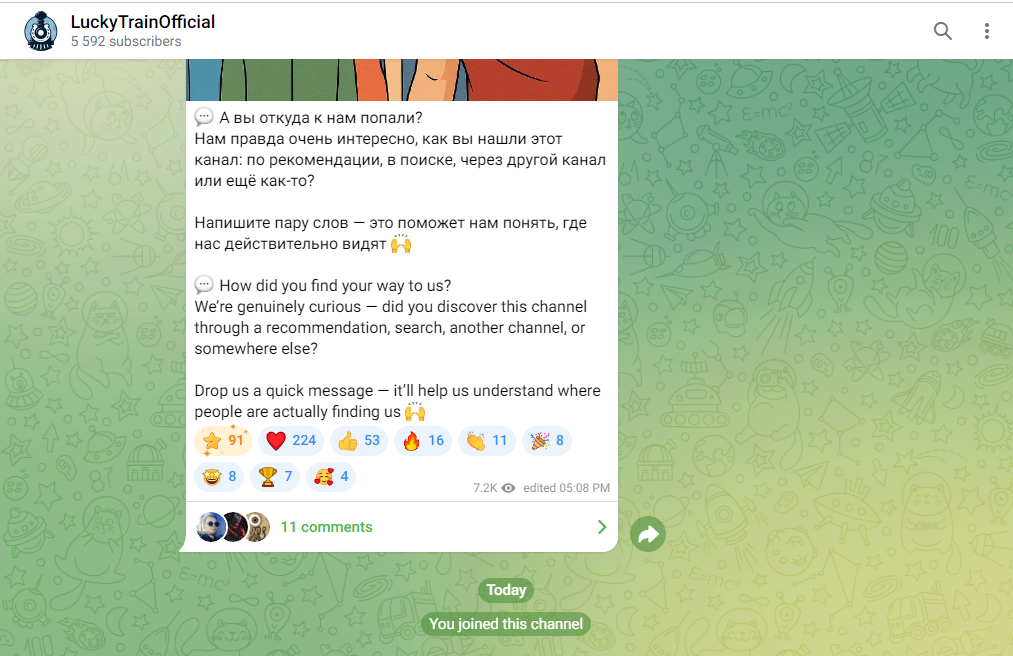 LuckyTrainOfficial
5 592 subscribers
💬 А вы откуда к нам попали?
Нам правда очень интересно, как вы нашли этот
канал: по рекомендации, в поиске, через другой канал
или ещё как-то?
Напишите пару слов — это поможет нам понять, где
нас действительно видят 🙌
💬 How did you find your way to us?
We’re genuinely curious — did you discover this channel
through a recommendation, search, another channel, or
somewhere else?
Drop us a quick message — it’ll help us understand where
people are actually finding us 🙌
⭐ 91 ❤️ 224 👍 53 🔥 16 👏 11 🎉 8
🤩 8 🏆 7 🥰 4
7.2K edited 05:08 PM
11 comments
Today
You joined this channel